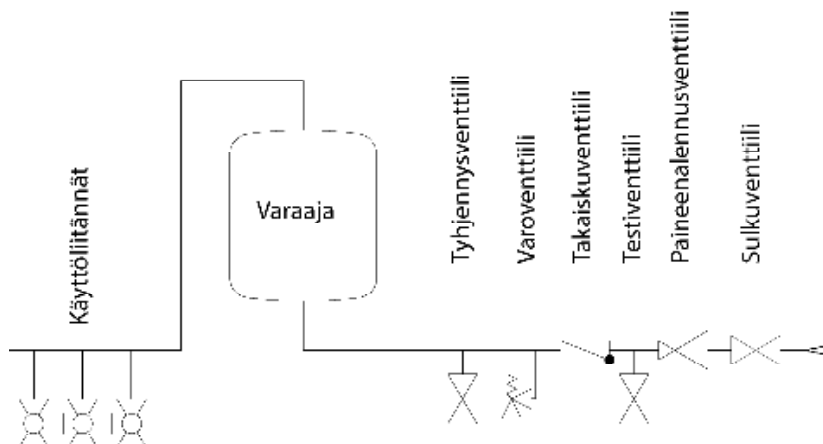 Käyttöliitännät
Varaaja
Tyhjennysventtiili
Varoventtiili
Takaiskuventtiili
Testiventtiili
Paineenalennusventtiili
Sulkuventtiili